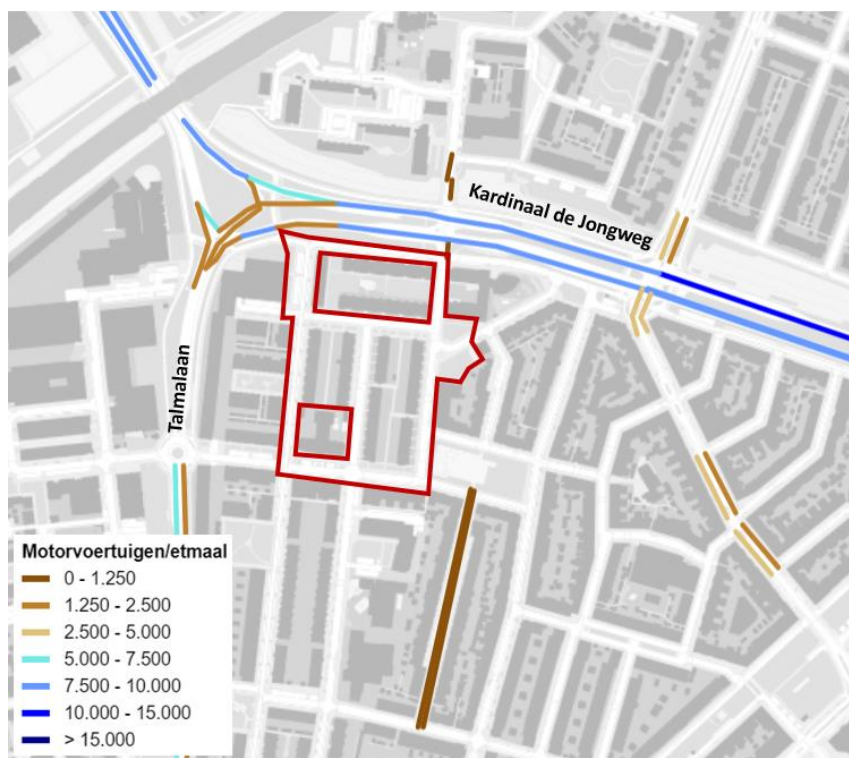 Kardinaal de Jongweg
Talmalaan
Motorvoertuigen/etmaal
0 - 1.250
1.250 - 2.500
2.500 - 5.000
5.000 - 7.500
7.500 - 10.000
10.000 - 15.000
> 15.000